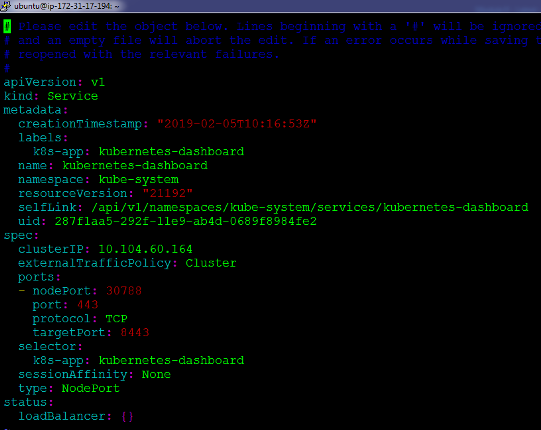 ubuntu@ip-172-31-17-194: ~
# Please edit the object below. Lines beginning with a '#' will be ignored
# and an empty file will abort the edit. If an error occurs while saving t
# reopened with the relevant failures.
#
apiVersion: v1
kind: Service
metadata:
  creationTimestamp: "2019-02-05T10:16:53Z"
  labels:
    k8s-app: kubernetes-dashboard
  name: kubernetes-dashboard
  namespace: kube-system
  resourceVersion: "21192"
  selfLink: /api/v1/namespaces/kube-system/services/kubernetes-dashboard
  uid: 287f1aa5-292f-11e9-ab4d-0689f8984fe2
spec:
  clusterIP: 10.104.60.164
  externalTrafficPolicy: Cluster
  ports:
  - nodePort: 30788
    port: 443
    protocol: TCP
    targetPort: 8443
  selector:
    k8s-app: kubernetes-dashboard
  sessionAffinity: None
  type: NodePort
status:
  loadBalancer: {}